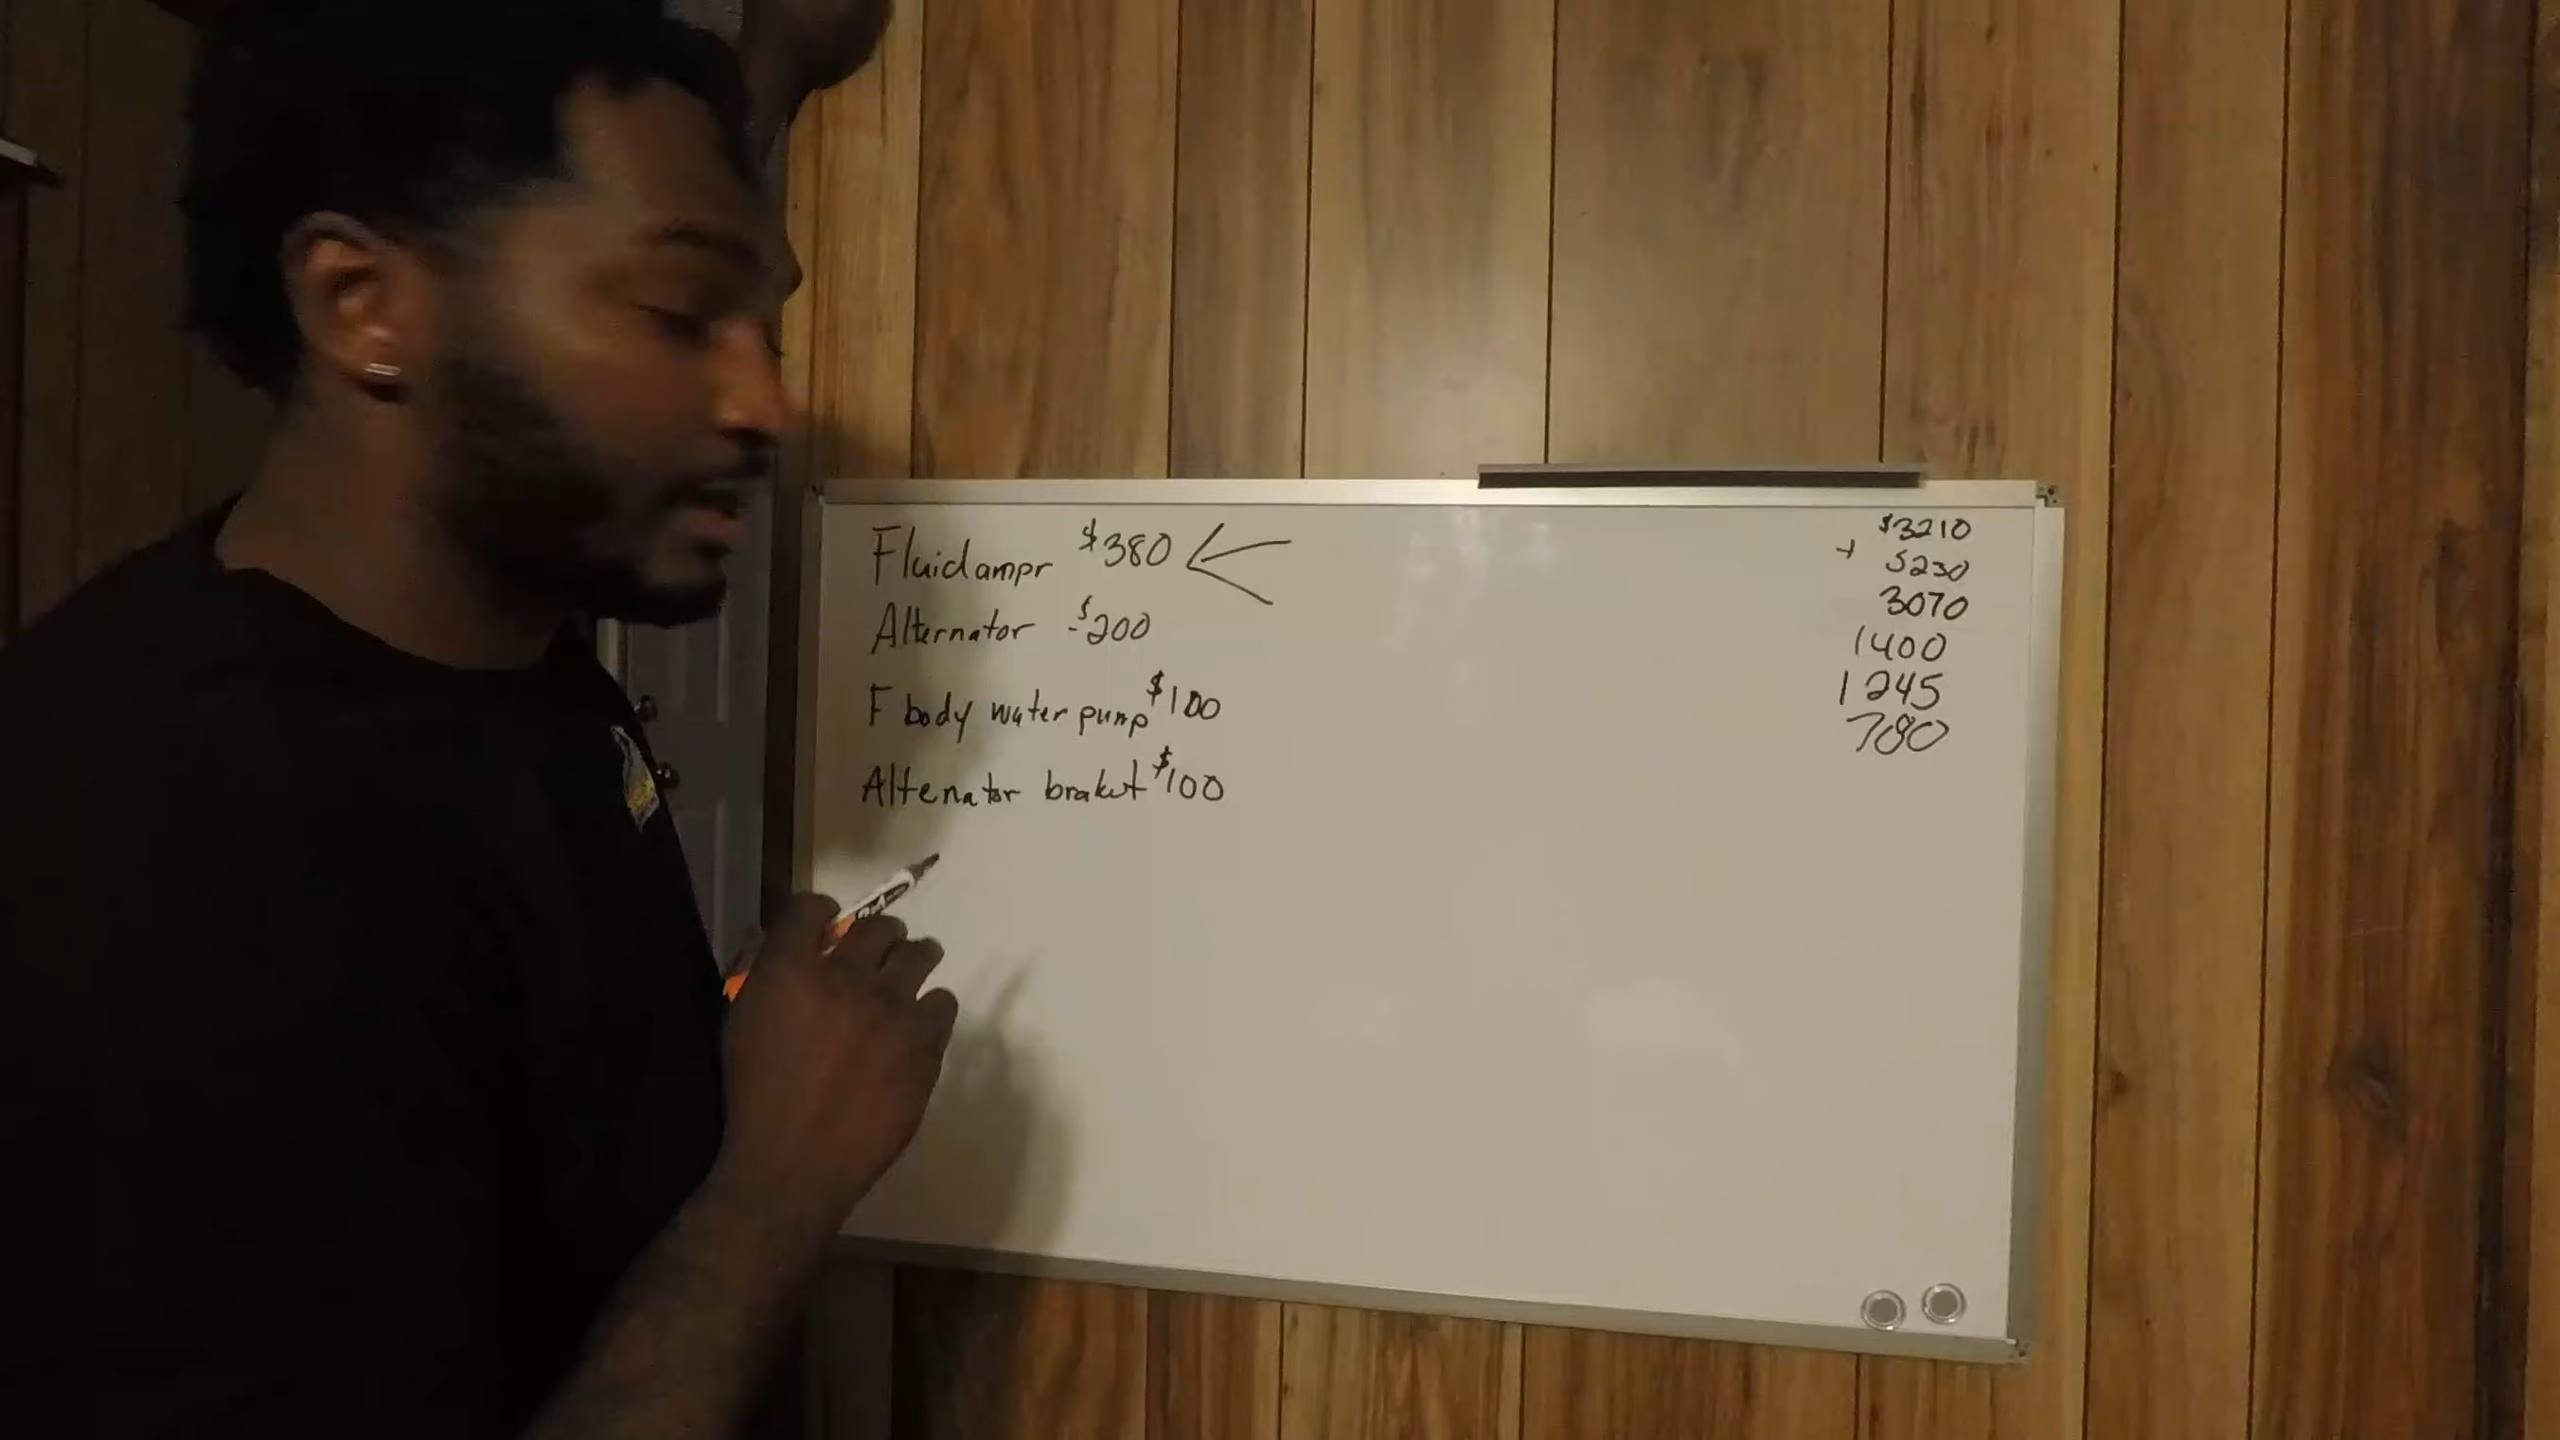 Fluidampr $380
Alternator -$200
F body water pump $100
Altenator braket $100
$3210
+ 5230
3070
1400
1245
780